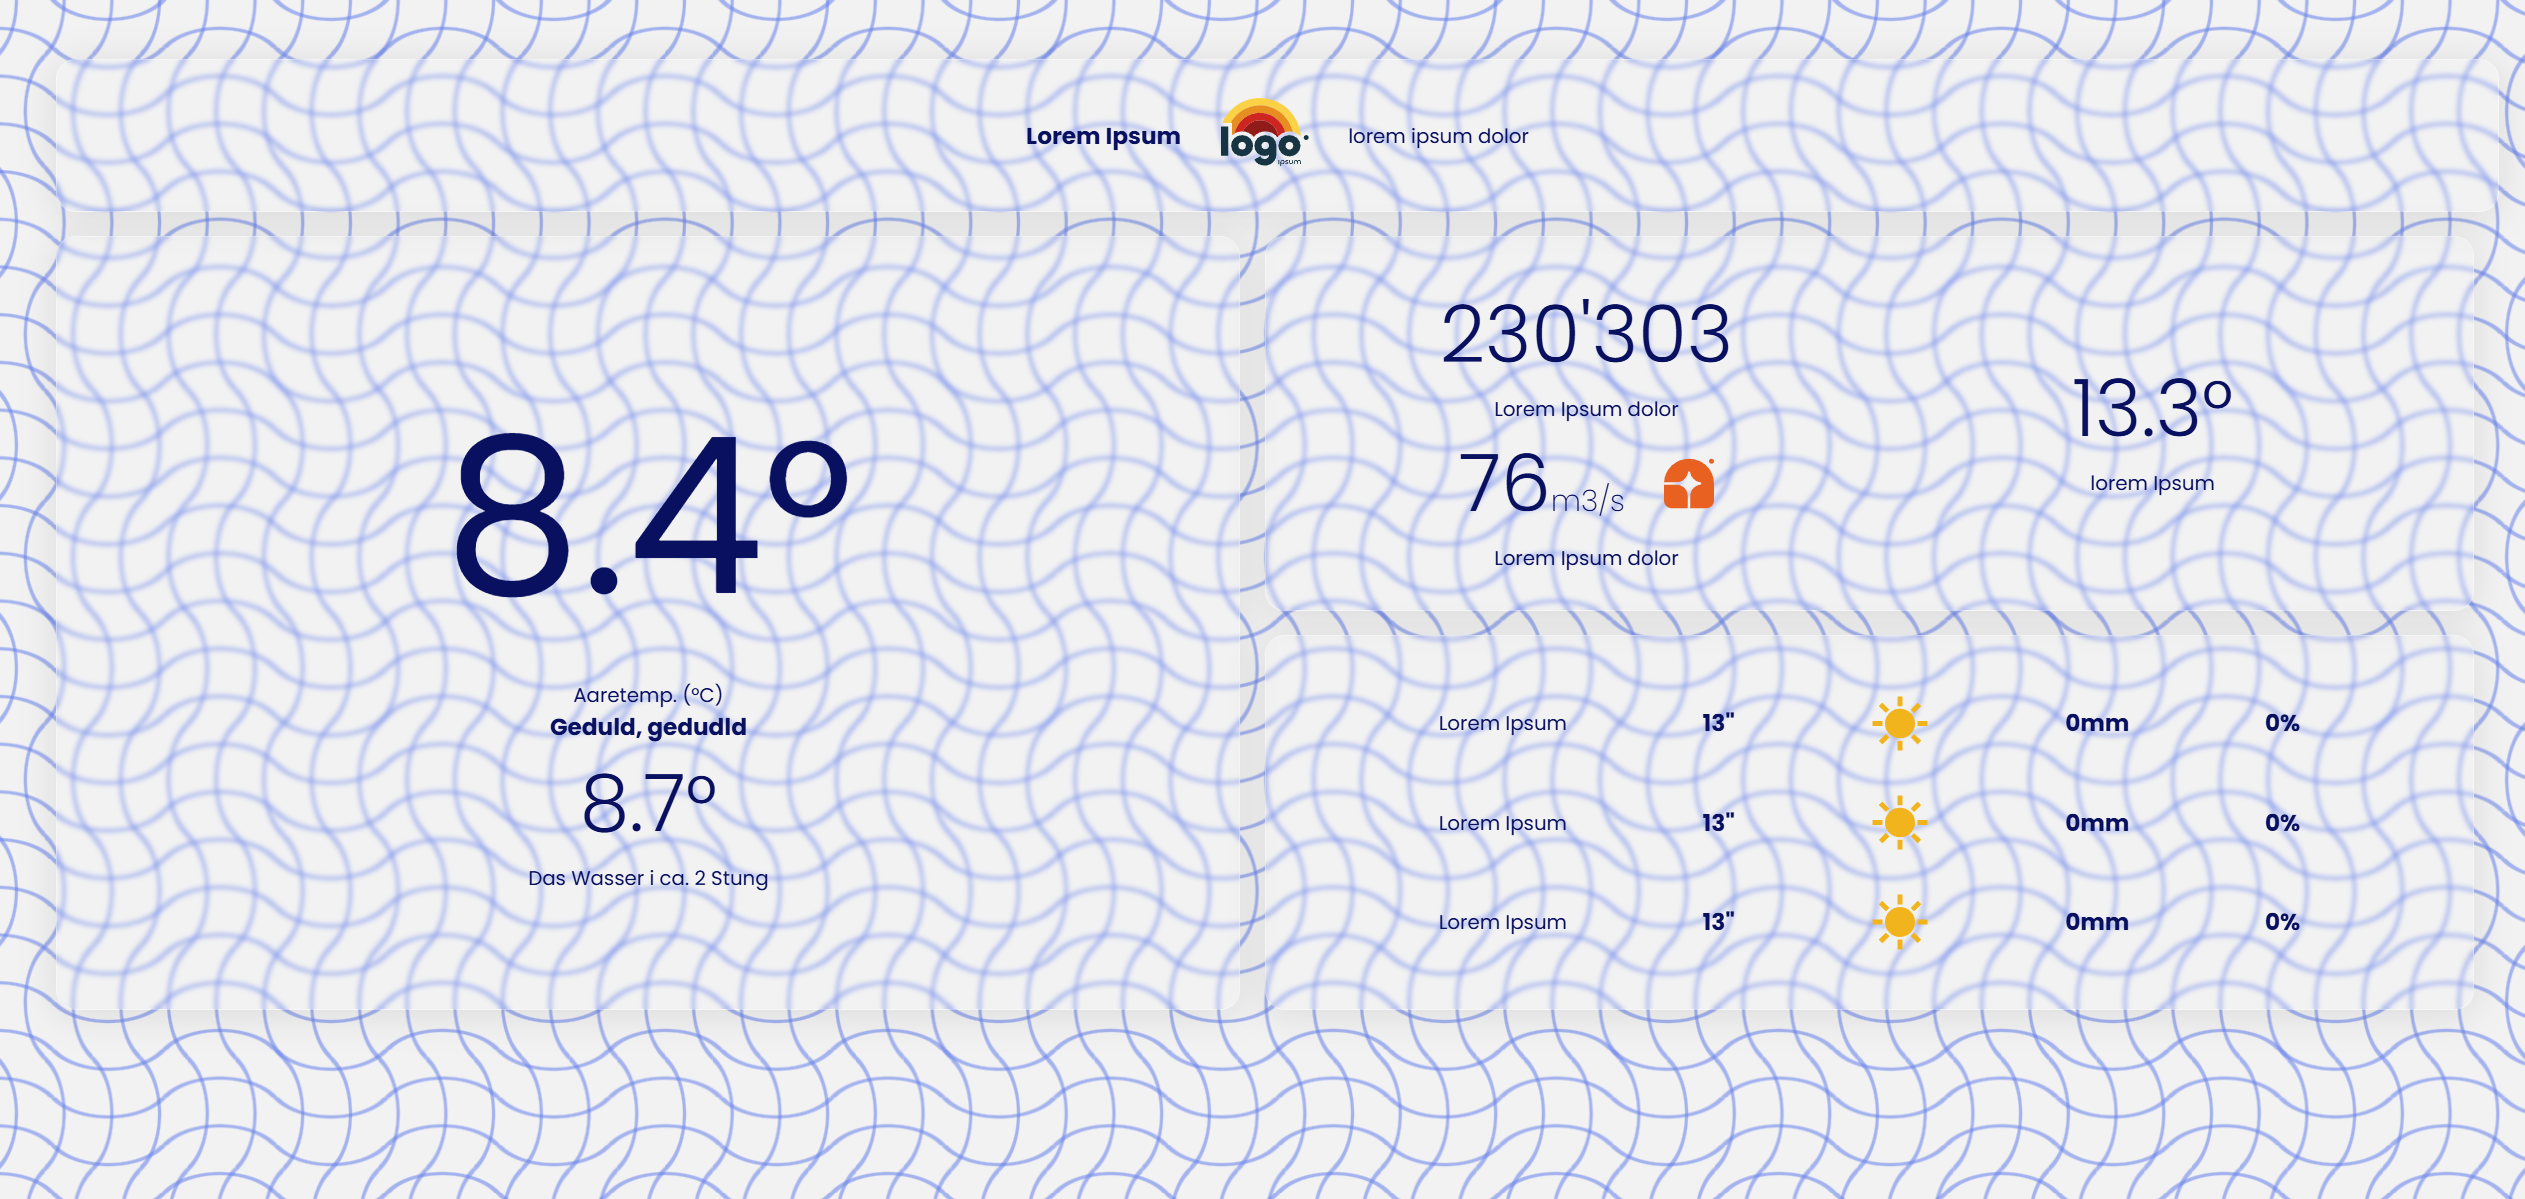 Lorem Ipsum
logo
ipsum
lorem ipsum dolor
8.4°
Aaretemp. (°C)
Geduld, gedudld
8.7°
Das Wasser i ca. 2 Stung
230'303
Lorem Ipsum dolor
76 m3/s
Lorem Ipsum dolor
13.3°
lorem Ipsum
Lorem Ipsum 13" 0mm 0%
Lorem Ipsum 13" 0mm 0%
Lorem Ipsum 13" 0mm 0%